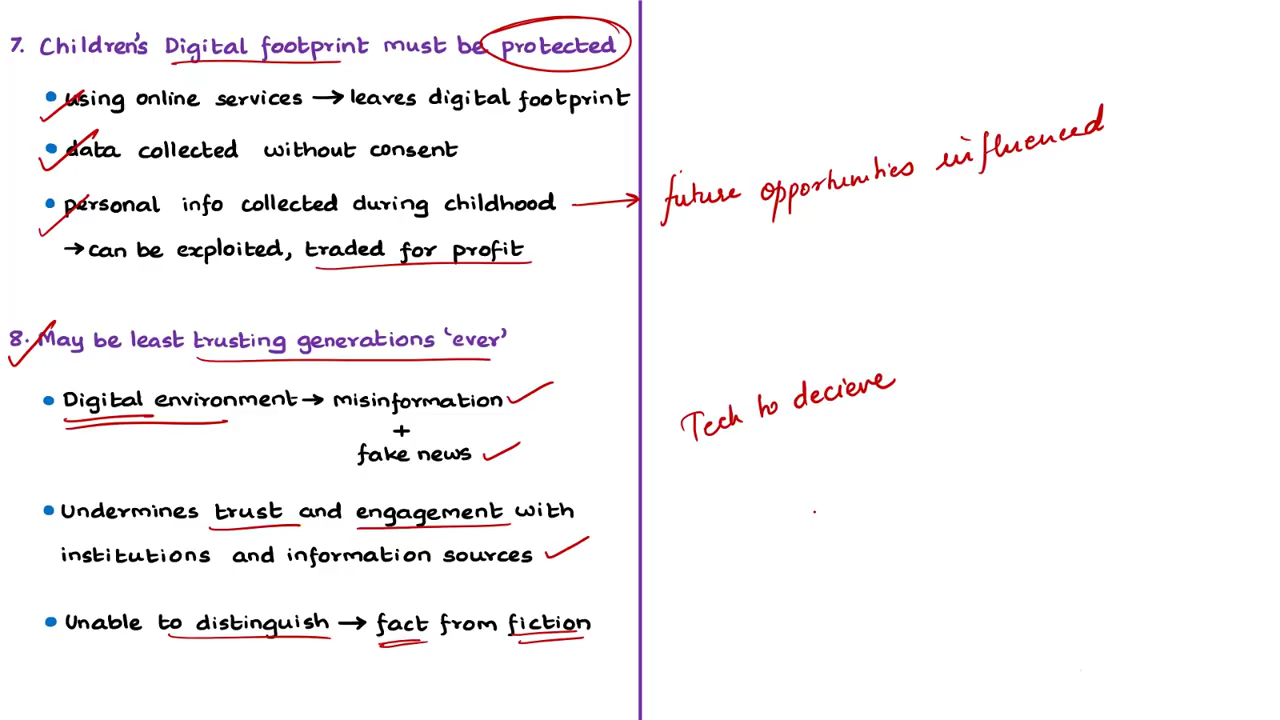 7. Children's Digital footprint must be protected
• using online services → leaves digital footprint
• data collected without consent
• personal info collected during childhood →
→ can be exploited, traded for profit
8. May be least trusting generations 'ever'
• Digital environment → misinformation
+
fake news
• Undermines trust and engagement with
institutions and information sources
• Unable to distinguish → fact from fiction
future opportunities influenced
Tech to decieve